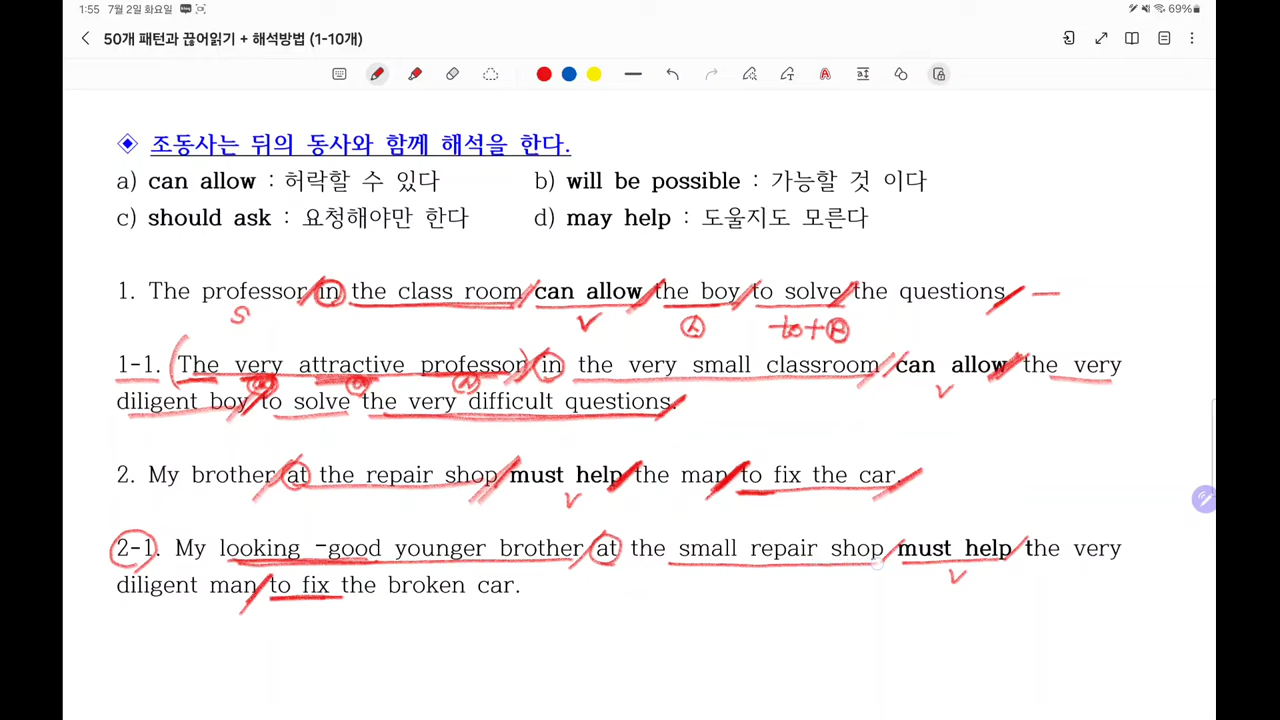 1:55 7월 2일 화요일 69%
50개 패턴과 끊어읽기 + 해석방법 (1-10개)
◈ 조동사는 뒤의 동사와 함께 해석을 한다.
a) can allow : 허락할 수 있다 b) will be possible : 가능할 것 이다
c) should ask : 요청해야만 한다 d) may help : 도울지도 모른다
1. The professor in the class room can allow the boy to solve the questions
S V to+R
1-1. The very attractive professor in the very small classroom can allow the very
V
diligent boy to solve the very difficult questions.
2. My brother at the repair shop must help the man to fix the car.
V
2-1. My looking -good younger brother at the small repair shop must help the very
V
diligent man to fix the broken car.